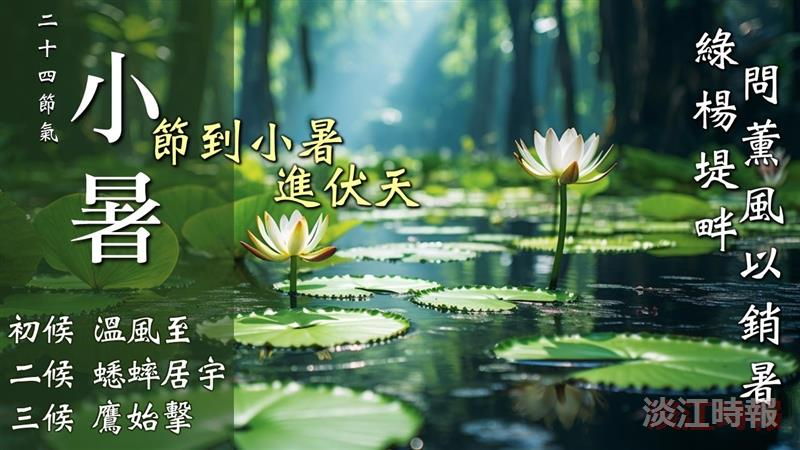 二十四節氣
小暑
節到小暑
進伏天
初候 溫風至
二候 蟋蟀居宇
三候 鷹始擊
問薰風以銷暑
綠楊堤畔
淡江時報